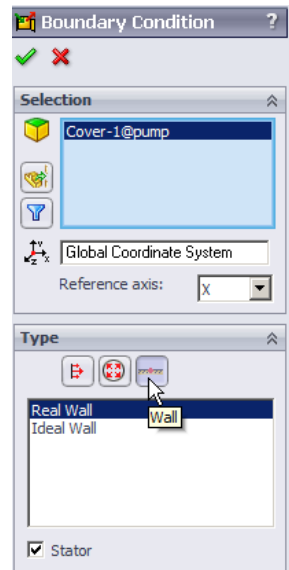 Boundary Condition ?
Selection
Cover-1@pump
Global Coordinate System
Reference axis: X
Type
Real Wall
Ideal Wall
Wall
Stator